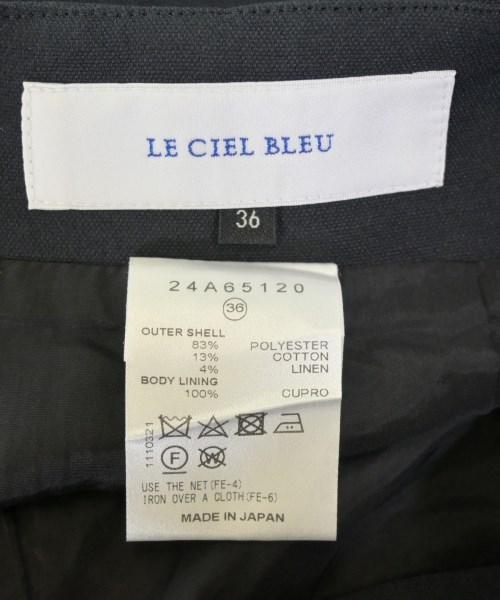 LE CIEL BLEU
36
24A65120
36
OUTER SHELL
83% POLYESTER
13% COTTON
4% LINEN
BODY LINING
100% CUPRO
1110321
F W
USE THE NET(FE-4)
IRON OVER A CLOTH(FE-6)
MADE IN JAPAN